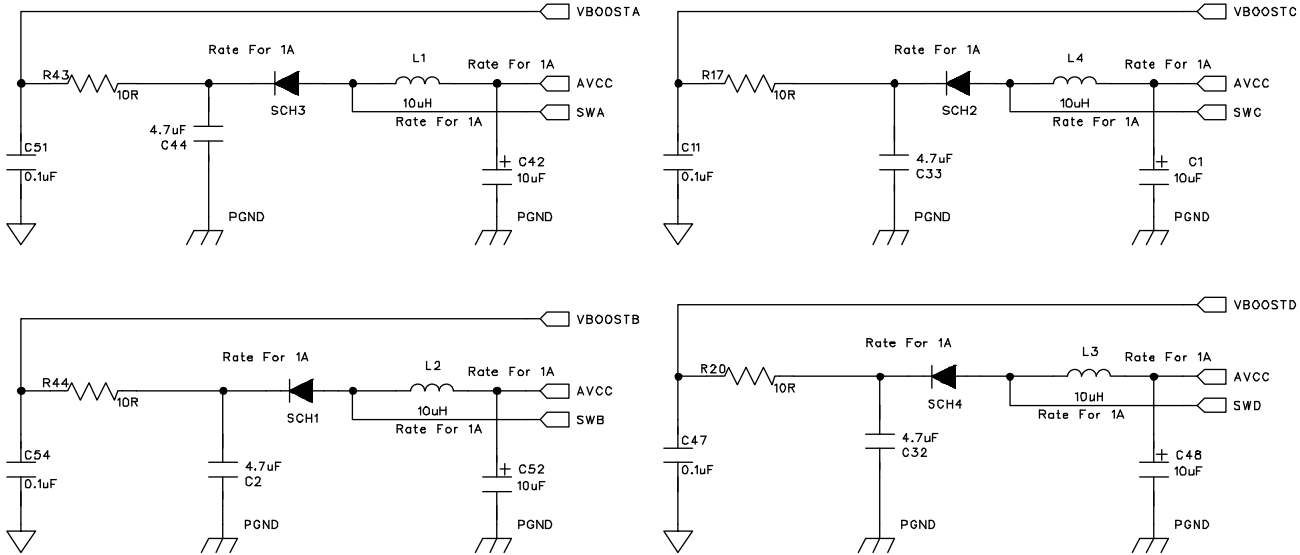 VBOOSTA
Rate For 1A
L1
Rate For 1A
R43
10R
SCH3
10uH
AVCC
Rate For 1A
SWA
4.7uF
C44
C51
0.1uF
+ C42
10uF
PGND
PGND
VBOOSTC
Rate For 1A
L4
Rate For 1A
R17
10R
SCH2
10uH
AVCC
Rate For 1A
SWC
C11
0.1uF
4.7uF
C33
+ C1
10uF
PGND
PGND
VBOOSTB
Rate For 1A
L2
Rate For 1A
R44
10R
SCH1
10uH
AVCC
Rate For 1A
SWB
C54
0.1uF
4.7uF
C2
+ C52
10uF
PGND
PGND
VBOOSTD
Rate For 1A
L3
Rate For 1A
R20
10R
SCH4
10uH
AVCC
Rate For 1A
SWD
C47
0.1uF
4.7uF
C32
+ C48
10uF
PGND
PGND